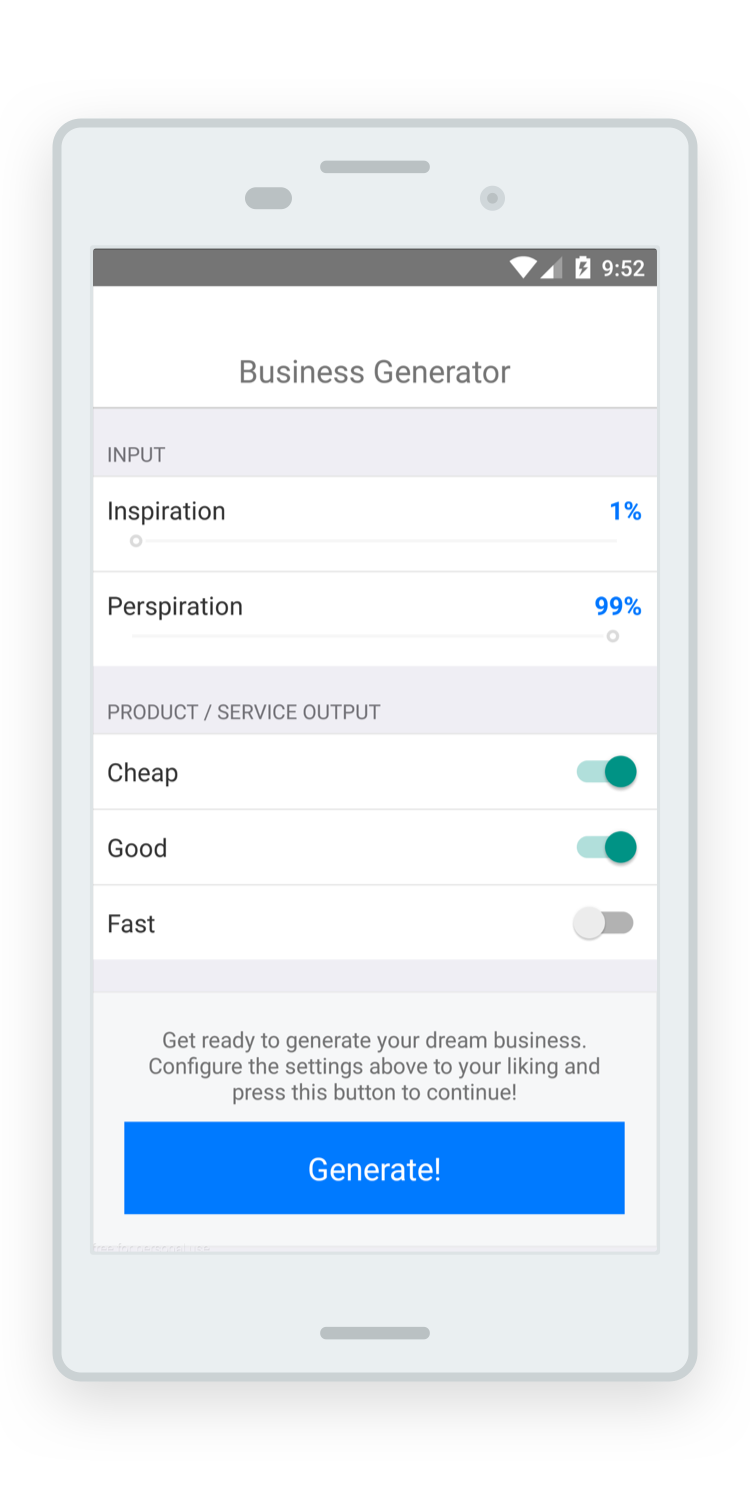 9:52
Business Generator
INPUT
Inspiration 1%
Perspiration 99%
PRODUCT / SERVICE OUTPUT
Cheap
Good
Fast
Get ready to generate your dream business.
Configure the settings above to your liking and
press this button to continue!
Generate!